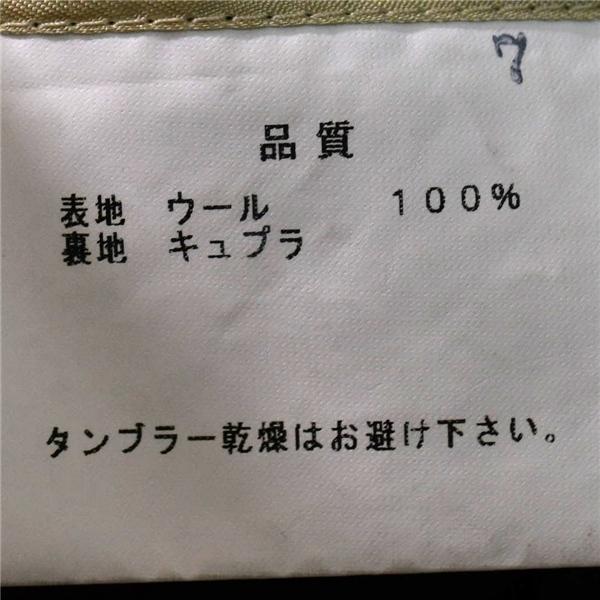 7
品質
表地 ウール 100%
裏地 キュプラ
タンブラー乾燥はお避け下さい。